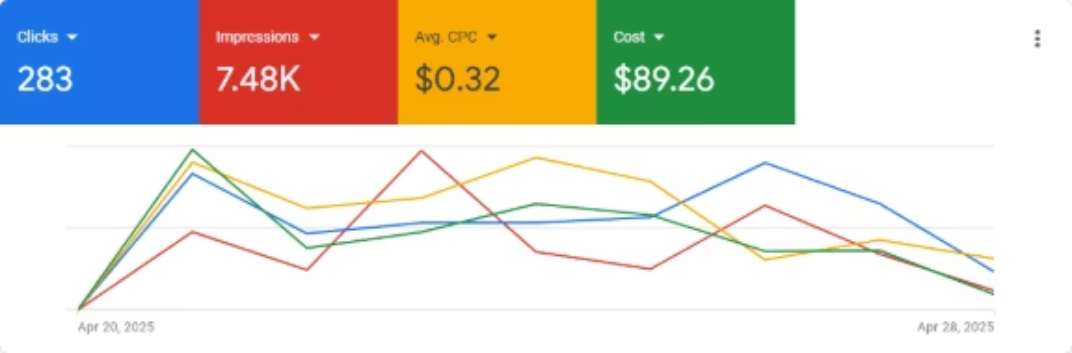 Clicks
283
Impressions
7.48K
Avg. CPC
$0.32
Cost
$89.26
Apr 20, 2025
Apr 28, 2025